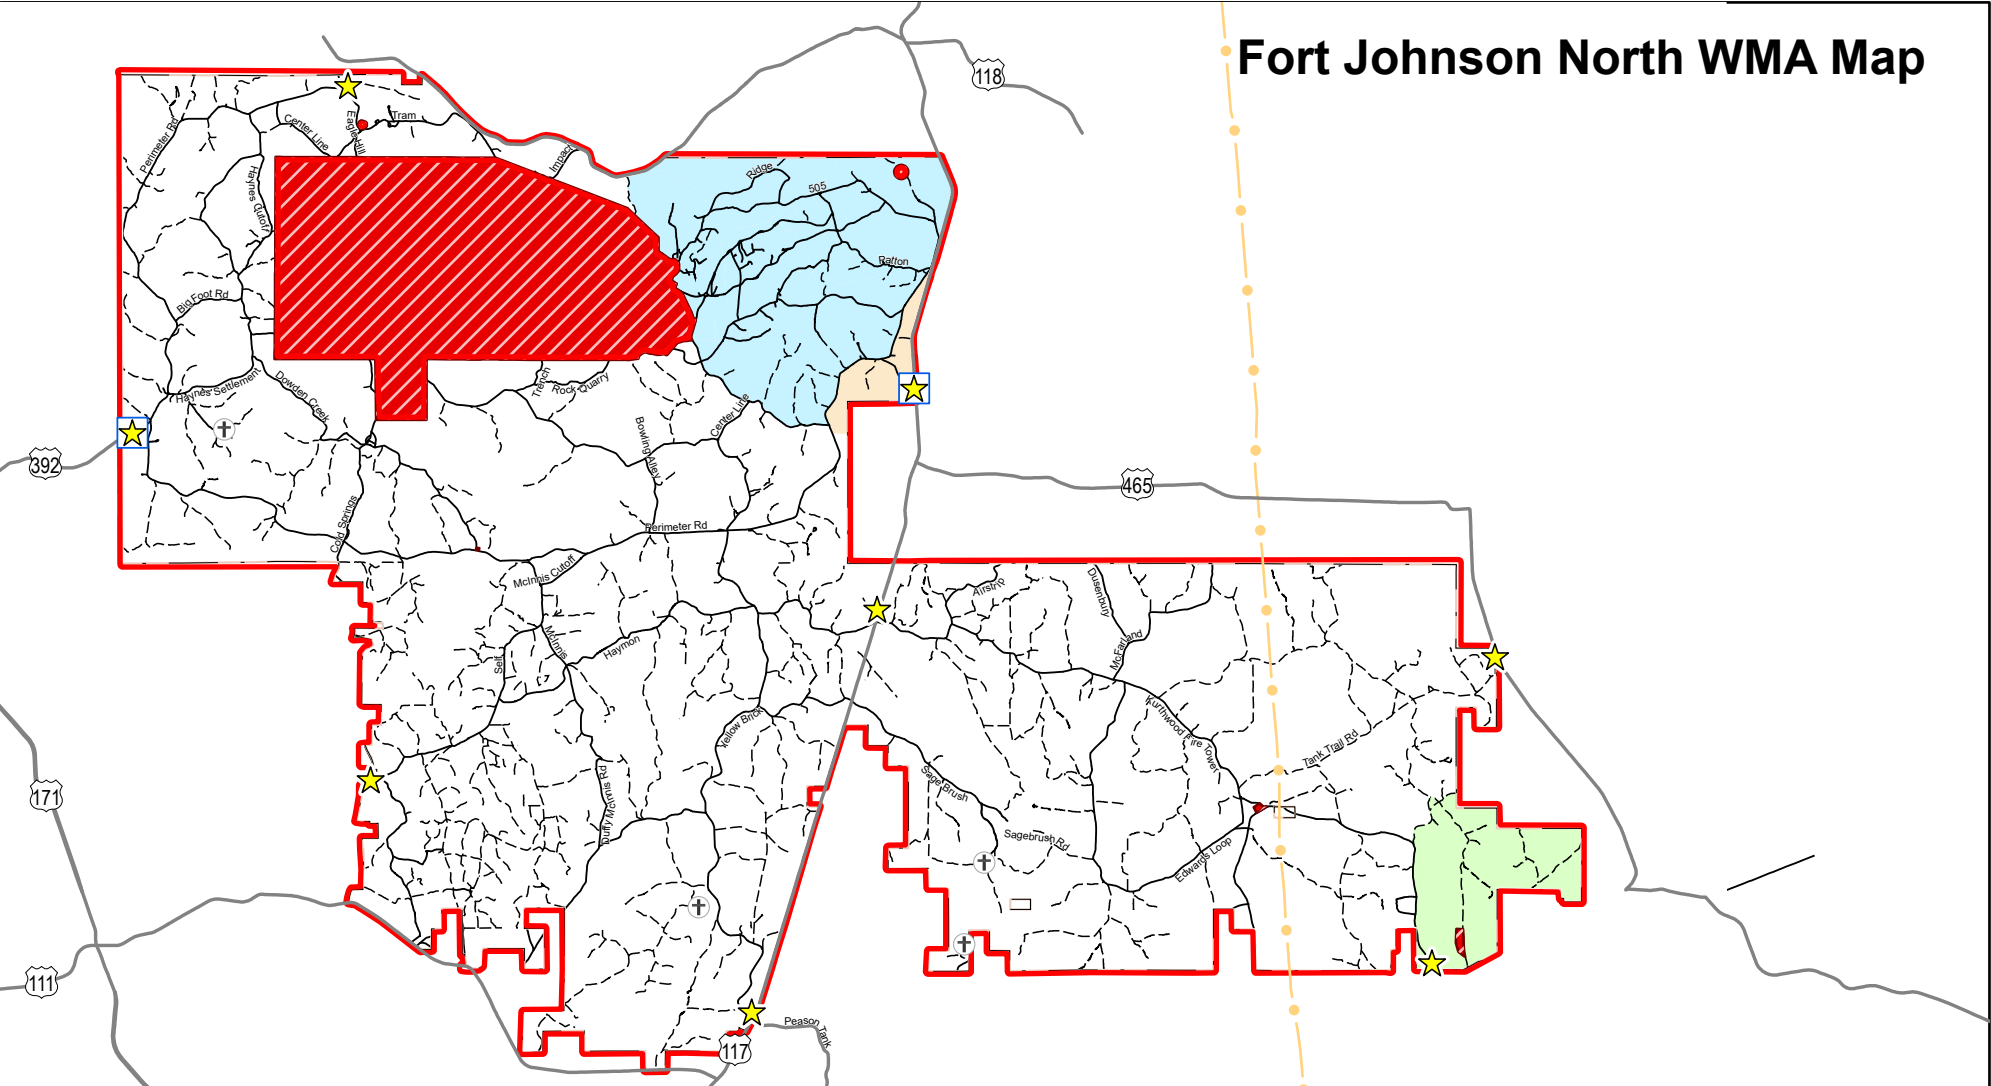 Fort Johnson North WMA Map
118
Tram
Eagle Hill
Center Line
Perimeter Rd
Impact
Haynes Cutoff
Ridge
505
Patton
Big Foot Rd
Haynes Settlement
Dowden Creek
Trench
Rock Quarry
Center Line
Bowling Alley
392
465
Cold Springs
Perimeter Rd
McInnis Cutoff
Airstrip
Dusenbury
McInnis
Haymon
Self
McFarland
Yellow Brick
Kurthwood Fire Tower
Tank Trail Rd
Sage Brush
171
Duffy McInnis Rd
Sagebrush Rd
Edwards Loop
111
Peason Tank
117